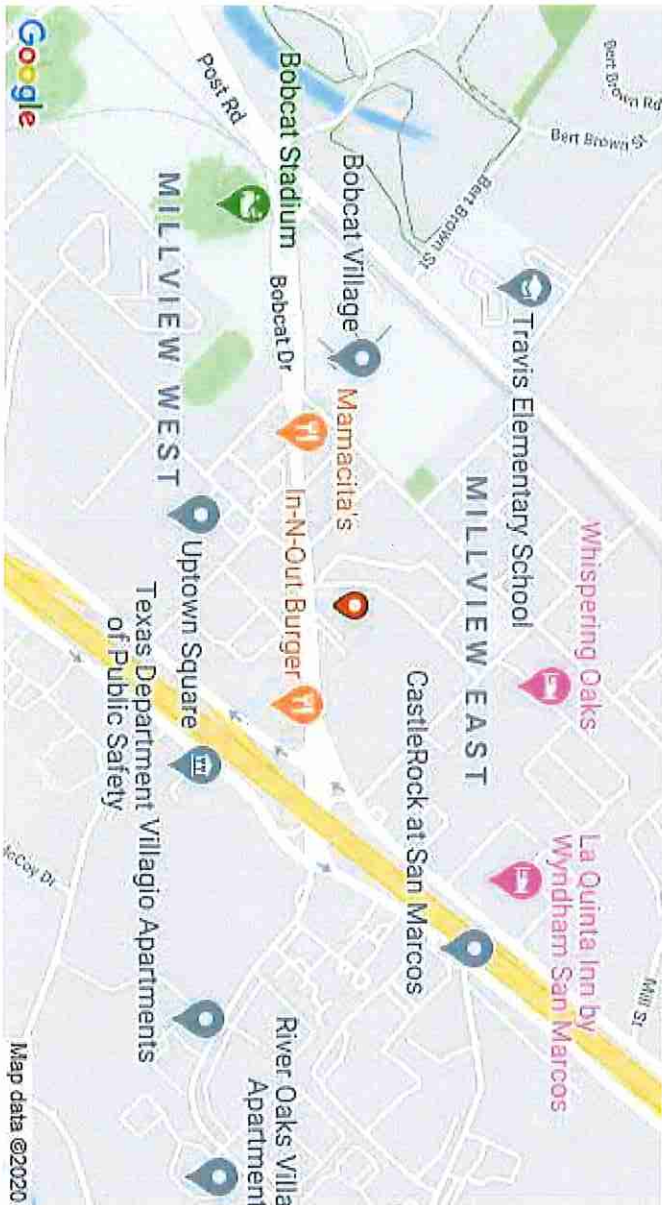 Bert Brown Rd
Bert Brown St
Mill St
Whispering Oaks
La Quinta Inn by
Wyndham San Marcos
Travis Elementary School
Bert Brown St
MILLVIEW EAST
CastleRock at San Marcos
Bobcat Village
Mamacita's
Bobcat Stadium
In-N-Out Burger
Bobcat Dr
Post Rd
River Oaks Villa
Apartment
MILLVIEW WEST
Uptown Square
Texas Department
of Public Safety
Villagio Apartments
McCoy Dr
Google
Map data ©2020